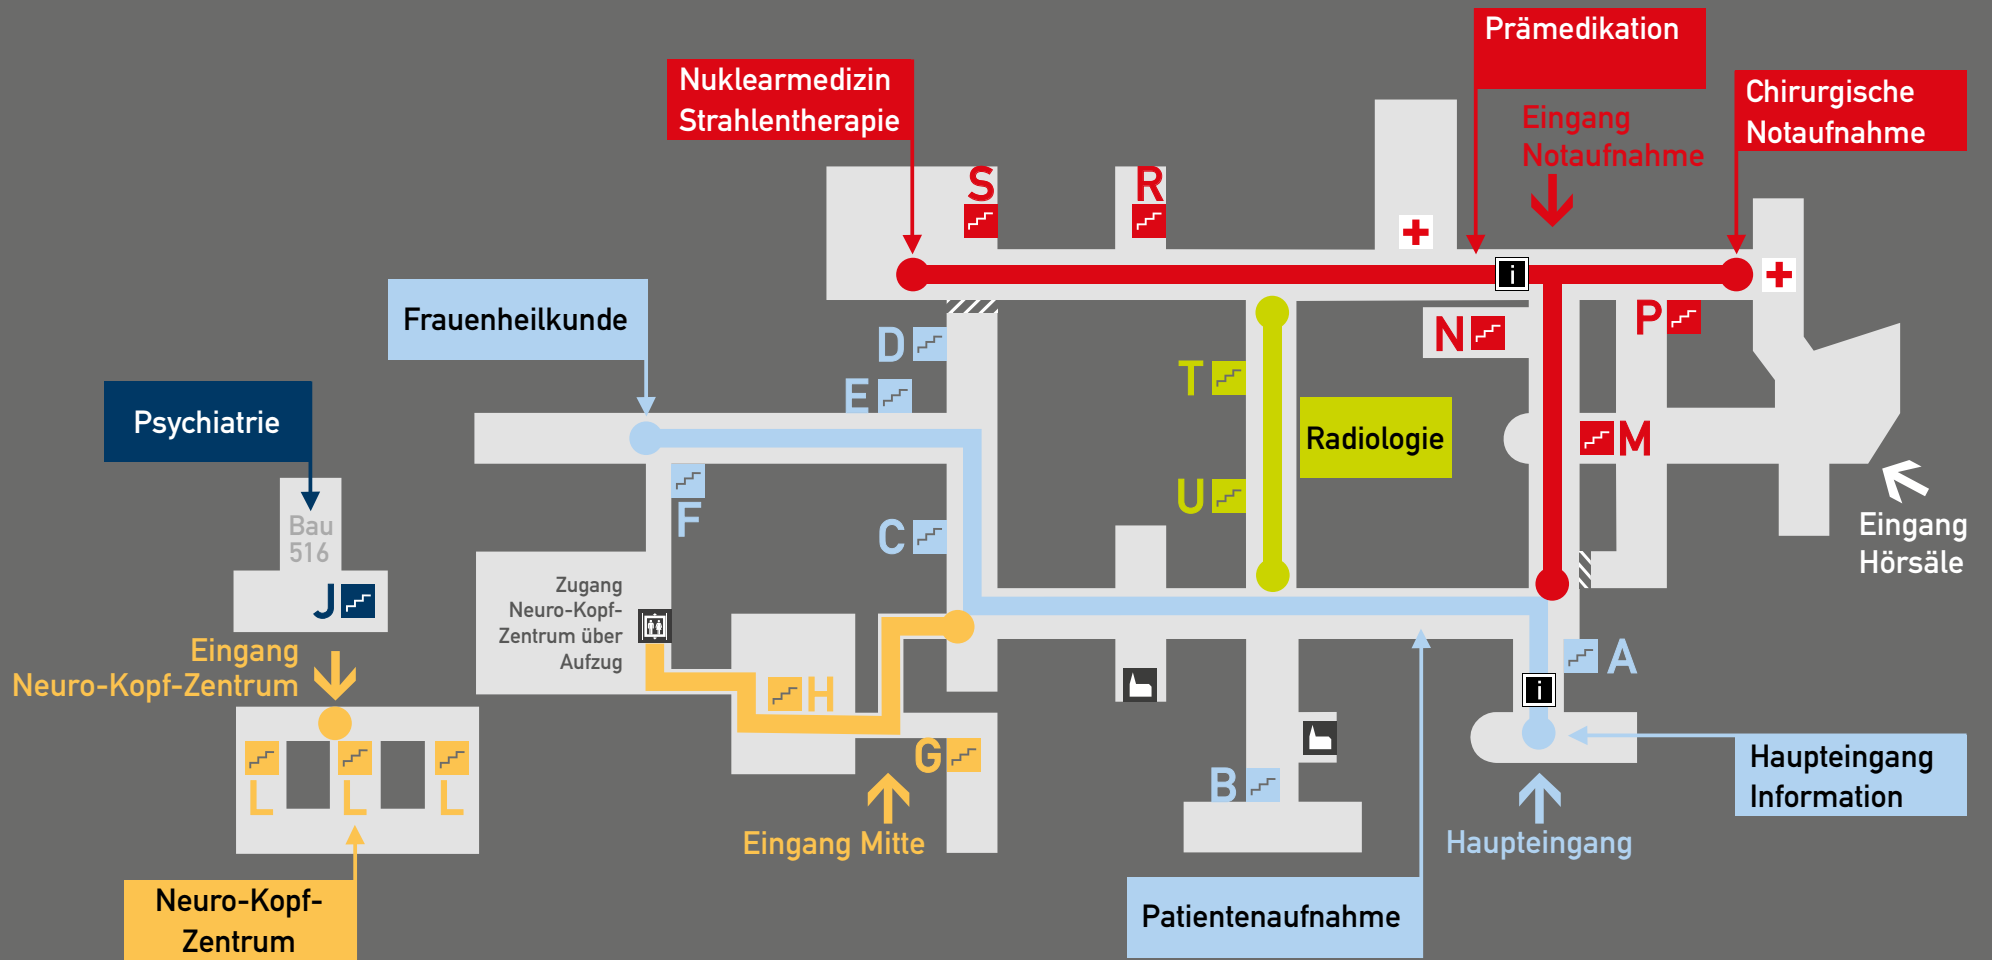 Prämedikation
Nuklearmedizin
Strahlentherapie
Chirurgische
Notaufnahme
Eingang
Notaufnahme
S
R
Frauenheilkunde
D
N
P
T
E
Psychiatrie
Radiologie
M
U
F
C
Bau
516
Eingang
Hörsäle
J
Zugang
Neuro-Kopf-
Zentrum über
Aufzug
Eingang
Neuro-Kopf-Zentrum
A
H
i
i
G
B
L
L
L
Haupteingang
Information
Eingang Mitte
Haupteingang
Neuro-Kopf-
Zentrum
Patientenaufnahme